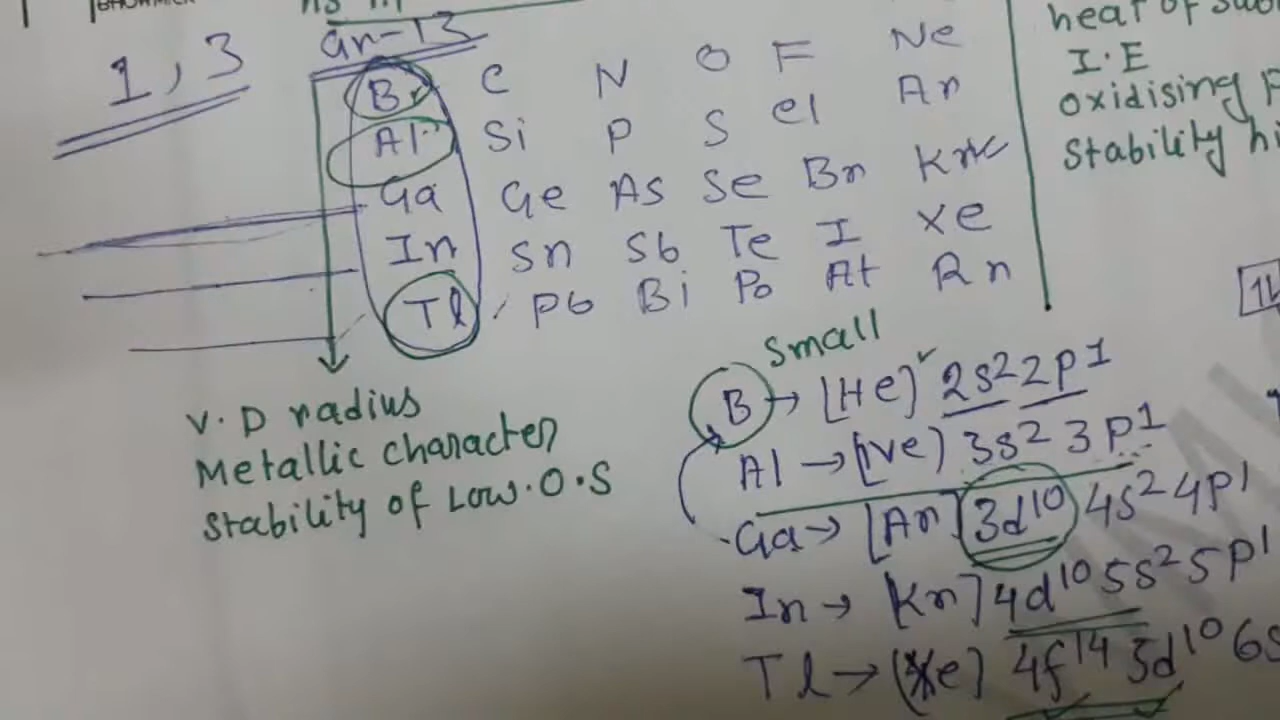 BHOWMICK
1, 3
Gr-13
B C N O F Ne
Al Si P S Cl Ar
Ga Ge As Se Br Kr
In Sn Sb Te I Xe
Tl Pb Bi Po At Rn
heat of
I.E
oxidising P
Stability hi
V.D radius
Metallic character
Stability of Low.O.S
Small
B → [He] 2s² 2p¹
Al → [Ne] 3s² 3p¹
Ga → [Ar] 3d¹⁰ 4s² 4p¹
In → [Kr] 4d¹⁰ 5s² 5p¹
Tl → [Xe] 4f¹⁴ 5d¹⁰ 6s